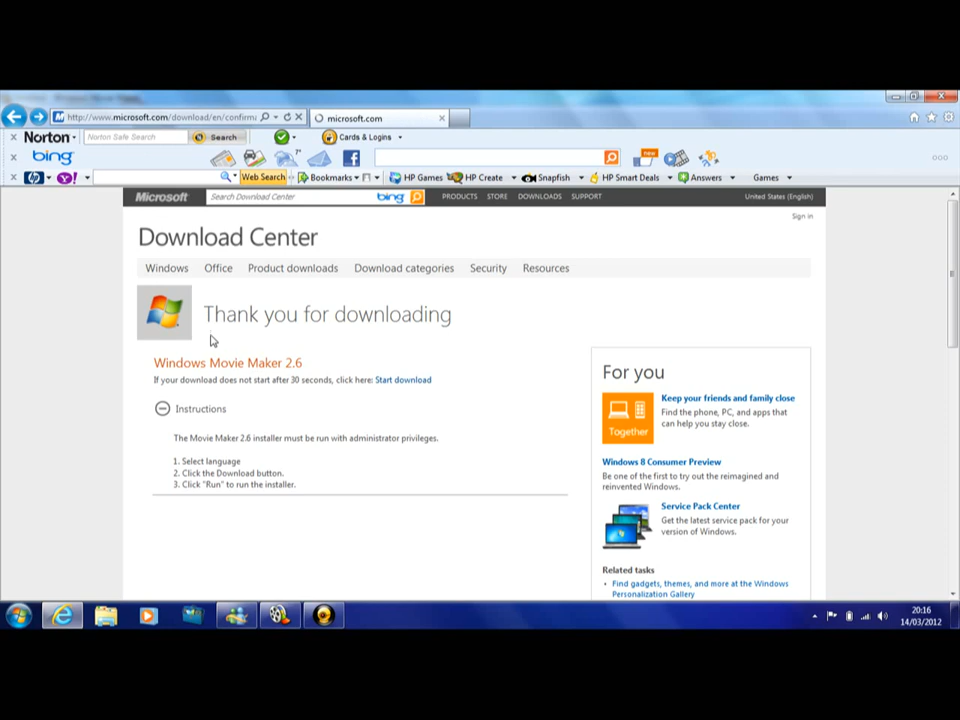 http://www.microsoft.com/download/en/confirma
microsoft.com
Norton
Norton Safe Search
Search
Cards & Logins
bing
new
hp
Y!
Web Search
Bookmarks
HP Games
HP Create
Snapfish
HP Smart Deals
Answers
Games
Microsoft
Search Download Center
bing
PRODUCTS STORE DOWNLOADS SUPPORT
United States (English)
Sign in
Download Center
Windows Office Product downloads Download categories Security Resources
Thank you for downloading
Windows Movie Maker 2.6
If your download does not start after 30 seconds, click here: Start download
Instructions
The Movie Maker 2.6 installer must be run with administrator privileges.
1. Select language
2. Click the Download button.
3. Click "Run" to run the installer.
For you
Together
Keep your friends and family close
Find the phone, PC, and apps that
can help you stay close.
Windows 8 Consumer Preview
Be one of the first to try out the reimagined and
reinvented Windows.
Service Pack Center
Get the latest service pack for your
version of Windows.
Related tasks
Find gadgets, themes, and more at the Windows
Personalization Gallery
20:16
14/03/2012